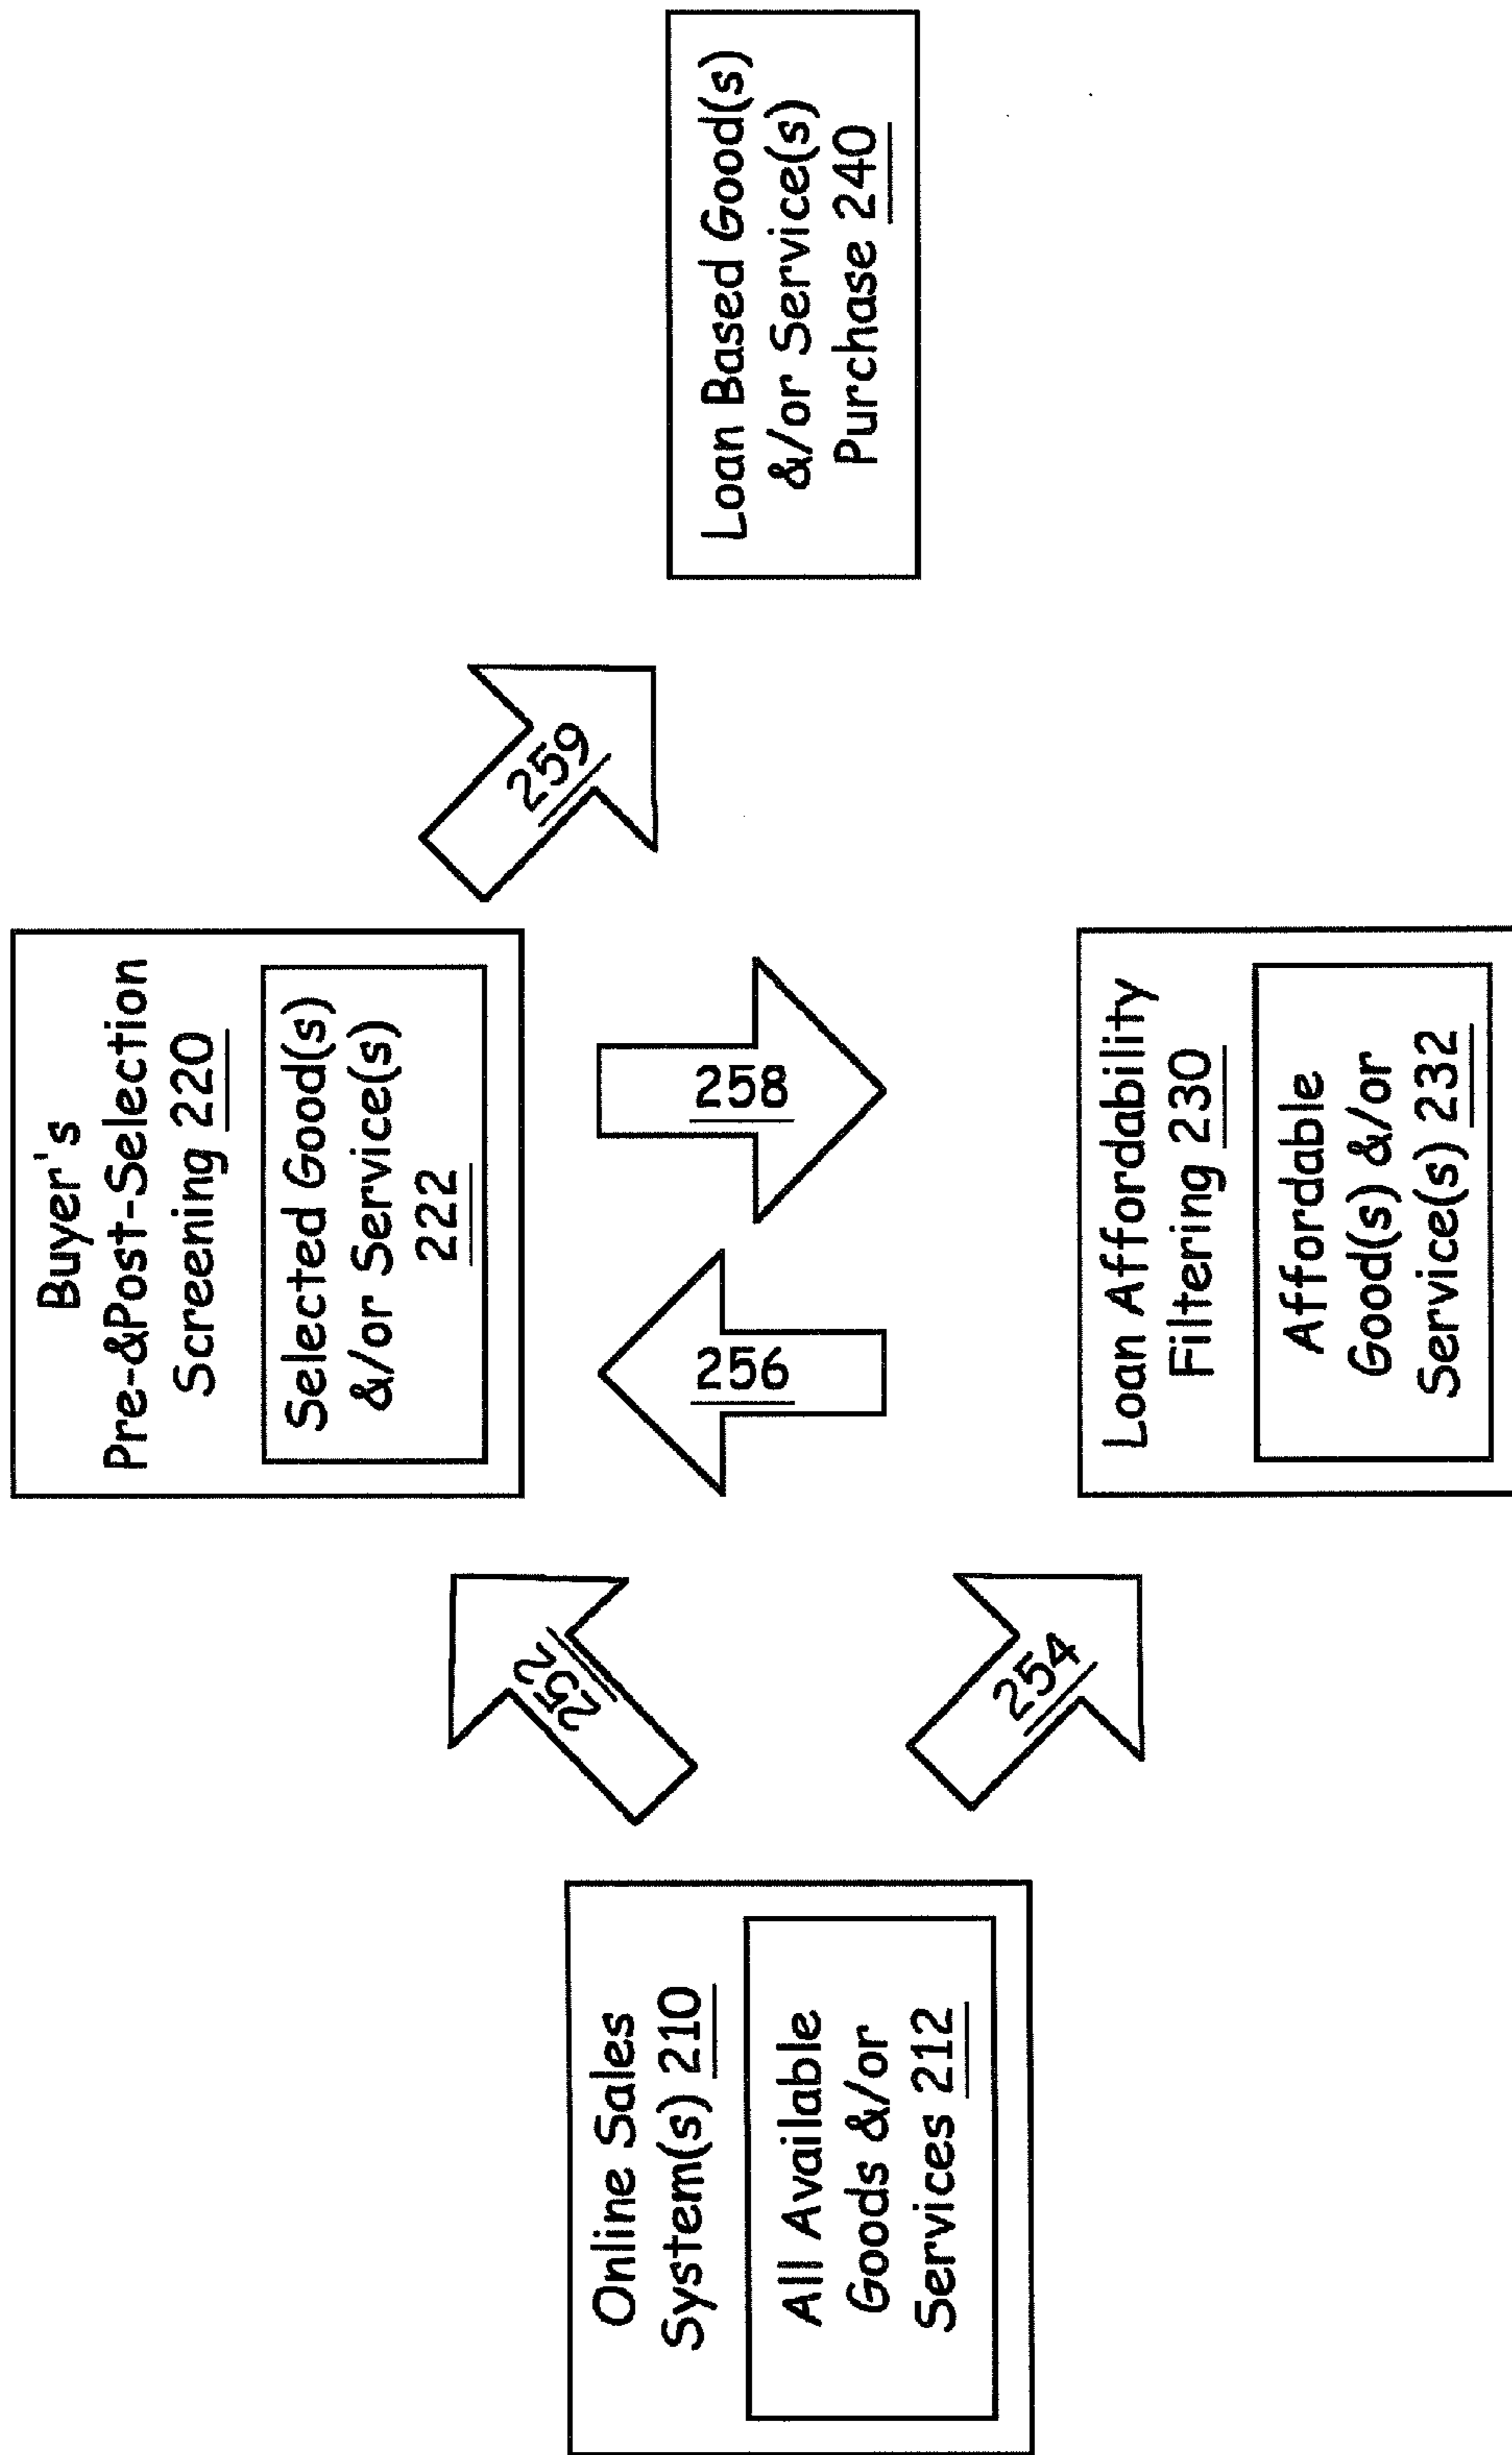 Online Sales
System(s) 210
All Available
Goods &/or
Services 212
252
254
Buyer's
Pre-&Post-Selection
Screening 220
Selected Good(s)
&/or Service(s)
222
256
258
Loan Affordability
Filtering 230
Affordable
Good(s) &/or
Service(s) 232
259
Loan Based Good(s)
&/or Service(s)
Purchase 240